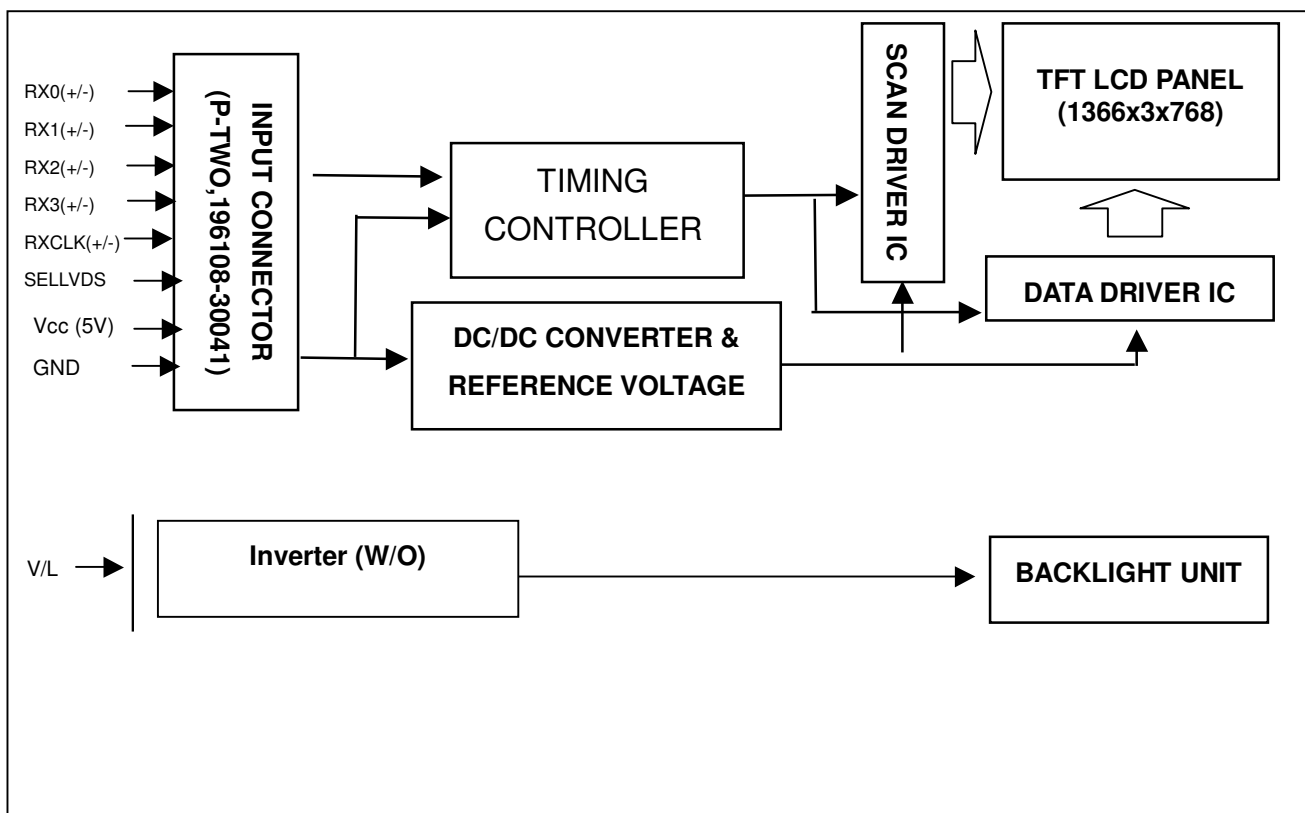 RX0(+/-)
RX1(+/-)
RX2(+/-)
RX3(+/-)
RXCLK(+/-)
SELLVDS
Vcc (5V)
GND
INPUT CONNECTOR
(P-TWO,196108-30041)
TIMING
CONTROLLER
DC/DC CONVERTER &
REFERENCE VOLTAGE
SCAN DRIVER IC
TFT LCD PANEL
(1366x3x768)
DATA DRIVER IC
V/L
Inverter (W/O)
BACKLIGHT UNIT